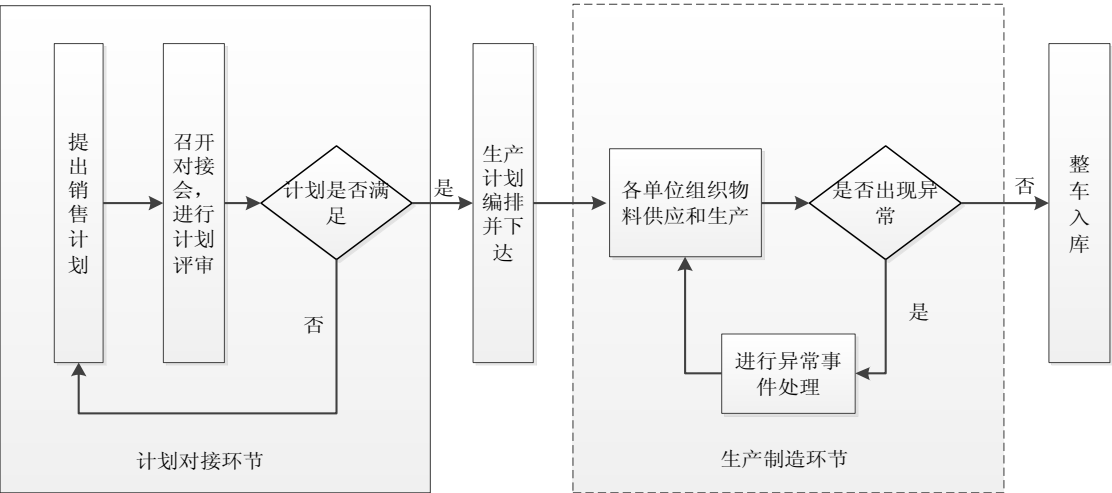 提
出
销
售
计
划
召开
对接
会，
进行
计划
评审
计划是否满
足
是
否
计划对接环节
生产
计划
编排
并下
达
各单位组织物
料供应和生产
是否出现异
常
否
是
进行异常事
件处理
生产制造环节
整
车
入
库